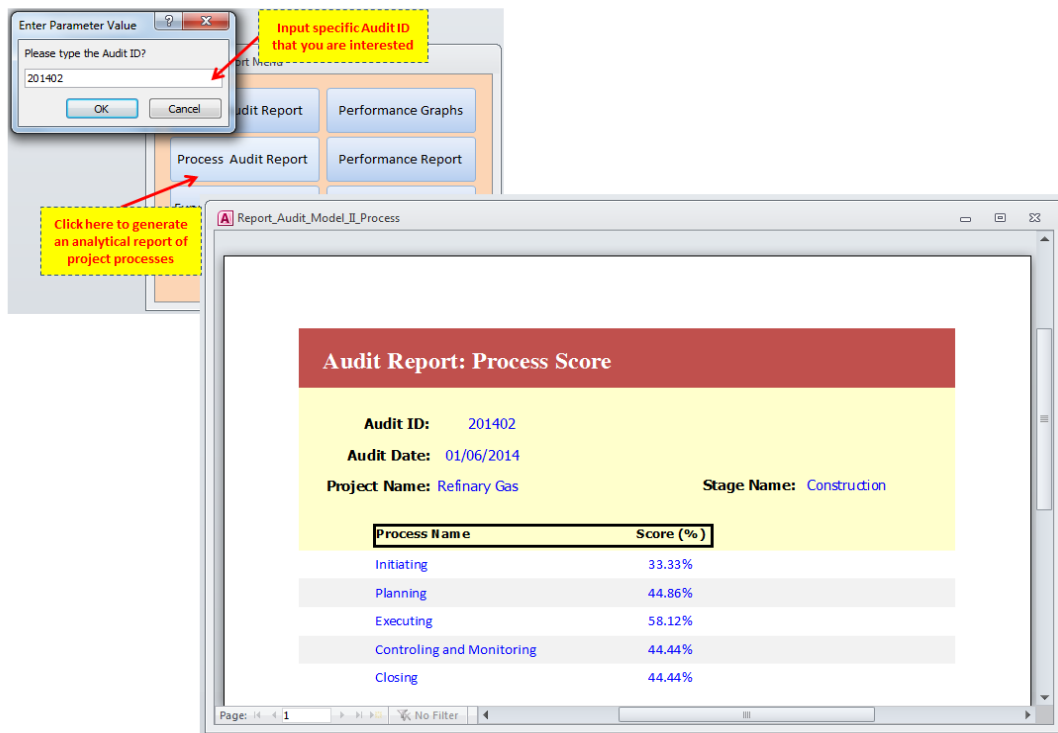 Enter Parameter Value
Please type the Audit ID?
201402
OK Cancel
Input specific Audit ID
that you are interested
Menu
Audit Report Performance Graphs
Process Audit Report Performance Report
Click here to generate
an analytical report of
project processes
A Report_Audit_Model_II_Process
Audit Report: Process Score
Audit ID: 201402
Audit Date: 01/06/2014
Project Name: Refinary Gas Stage Name: Construction
Process Name Score (%)
Initiating 33.33%
Planning 44.86%
Executing 58.12%
Controling and Monitoring 44.44%
Closing 44.44%
Page: 1 No Filter